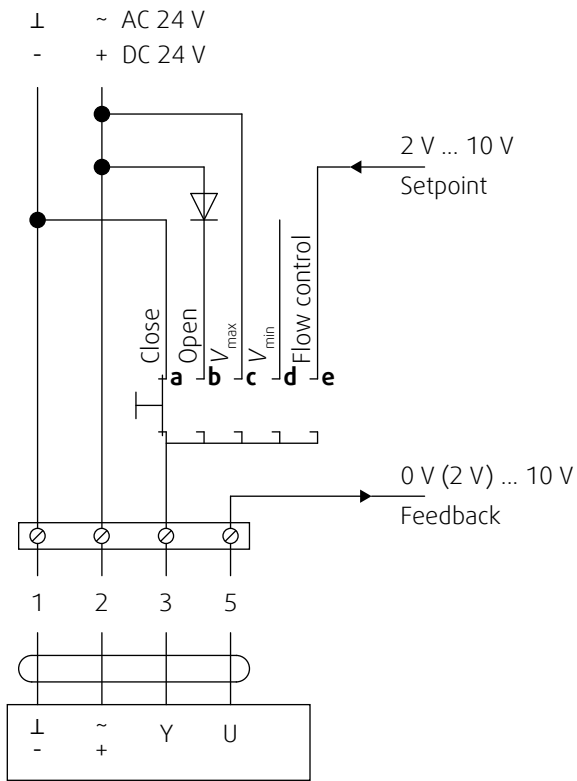 ⊥ ~ AC 24 V
- + DC 24 V
2 V ... 10 V
Setpoint
Close
Open
Vmax
Vmin
Flow control
a b c d e
0 V (2 V) ... 10 V
Feedback
1 2 3 5
⊥ ~ Y U
- +